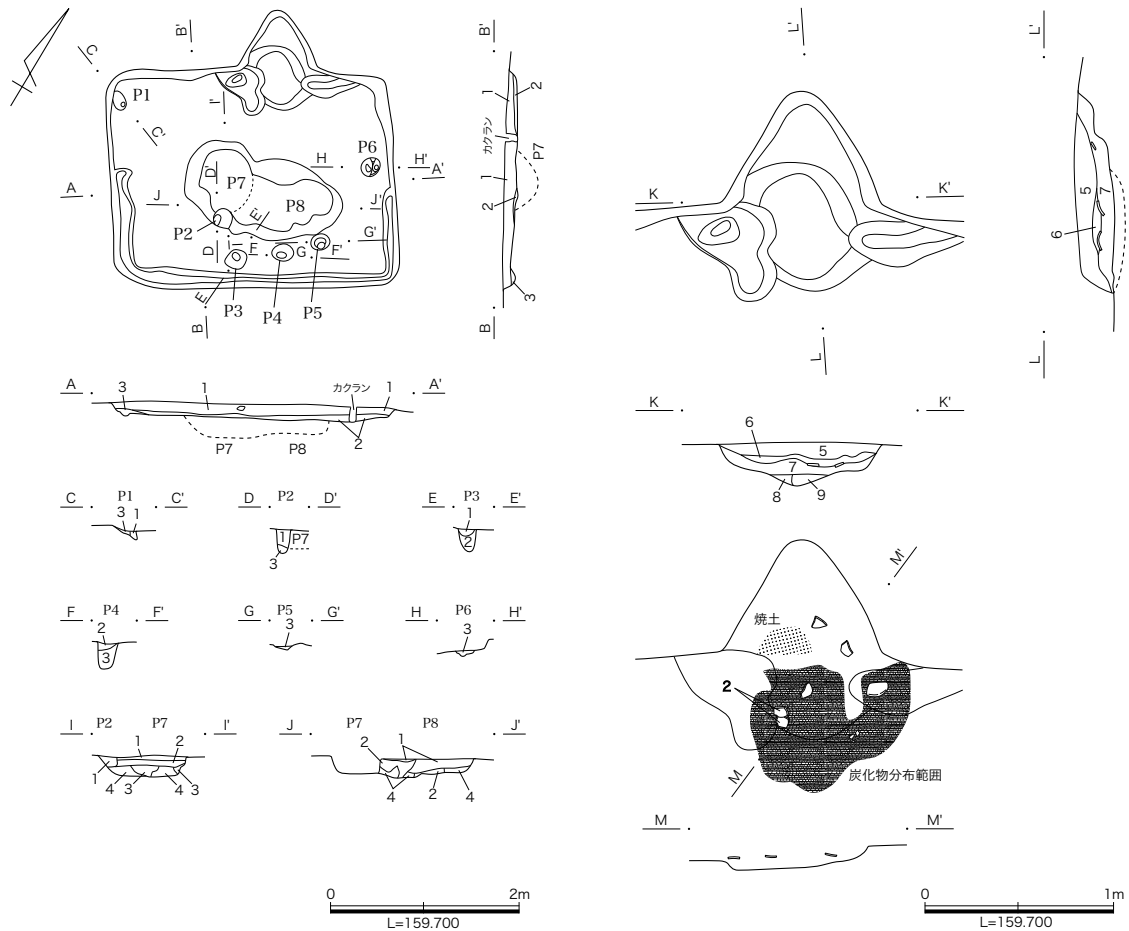 B'
C
P1
C'
I'
H
P6
H'
A'
A
D'
P7
J
P8
J'
P2
E'
G'
D
I
F
G
F'
E
P3
P4
P5
B
B'
1
2
カクラン
P7
1
2
3
B
A
3
1
カクラン
1
A'
P7
P8
2
C
P1
C'
3
1
D
P2
D'
1
P7
3
E
P3
E'
1
2
F
P4
F'
2
3
G
P5
G'
3
H
P6
H'
3
I
P2
P7
I'
1
2
1
4
3
4
3
J
P7
P8
J'
2
1
4
2
4
0
2m
L=159.700
L'
K
K'
L
L'
5
7
6
L
K
K'
6
5
7
8
9
M'
焼土
2
M
炭化物分布範囲
M
M'
0
1m
L=159.700